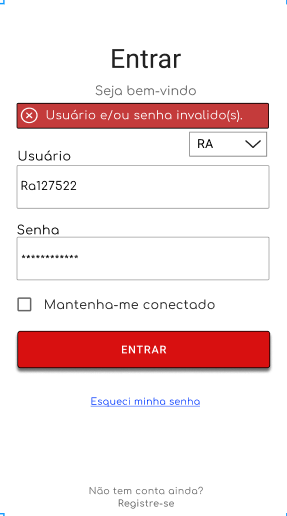 Entrar
Seja bem-vindo
Usuário e/ou senha invalido(s).
RA
Usuário
Ra127522
Senha
************
Mantenha-me conectado
ENTRAR
Esqueci minha senha
Não tem conta ainda?
Registre-se